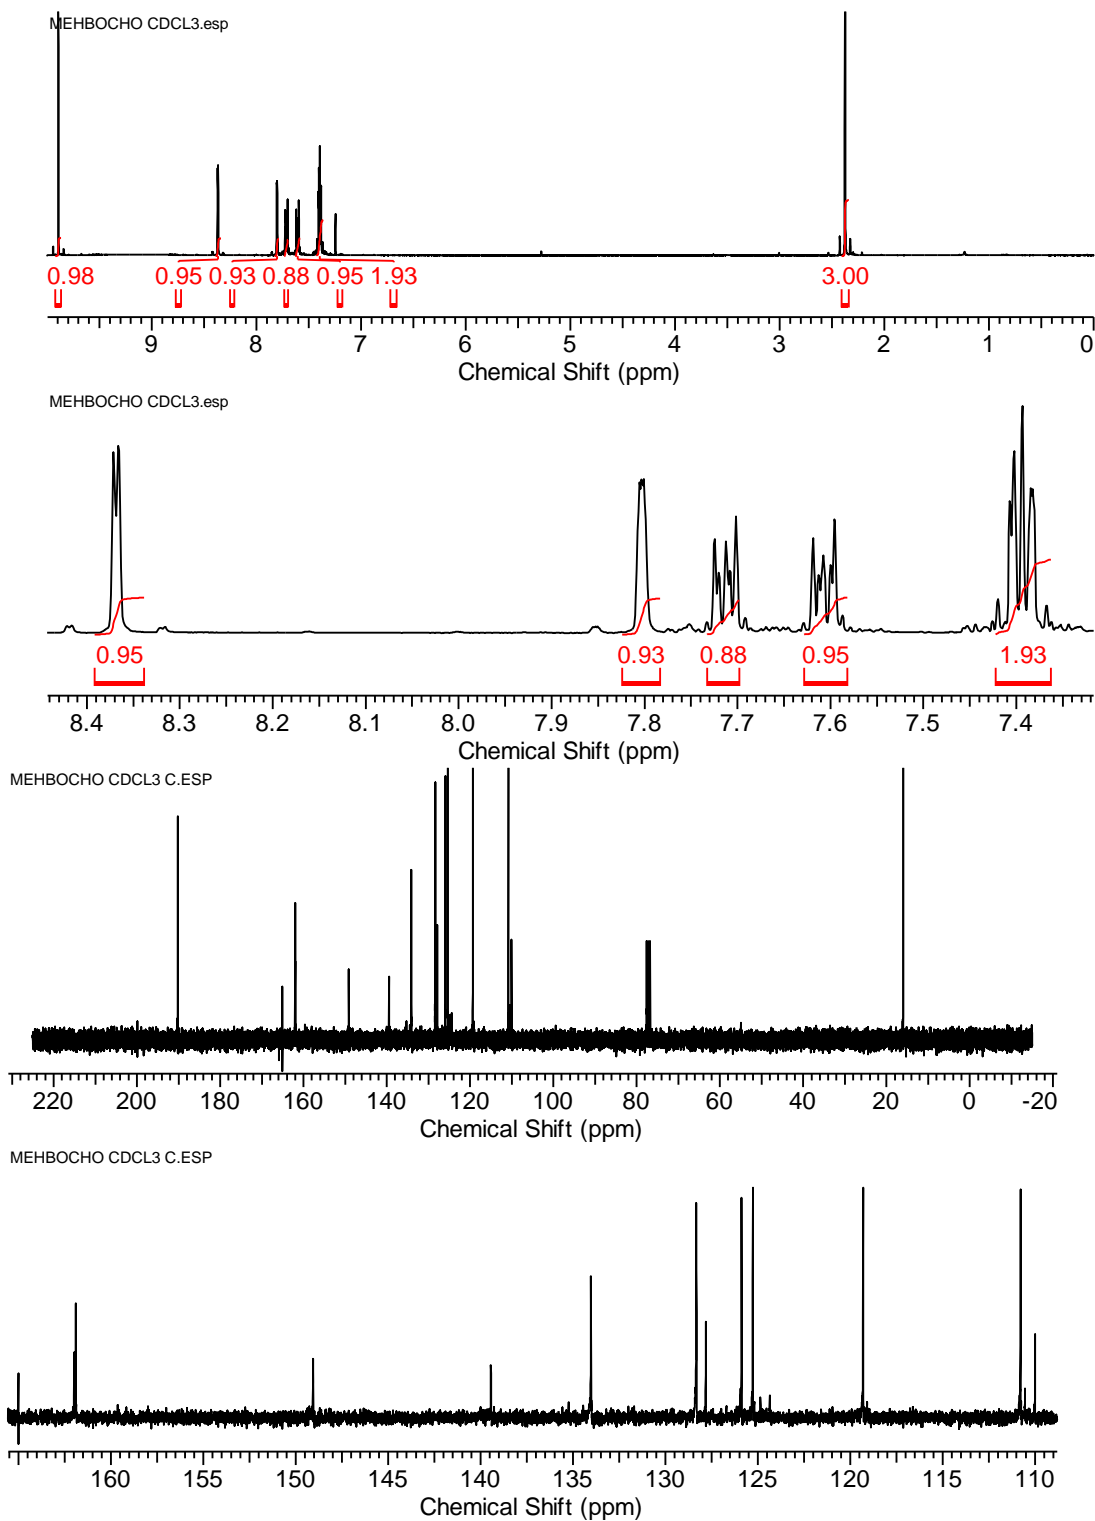 MEHBOCHO CDCL3.esp
0.98 0.95 0.93 0.88 0.95 1.93 3.00
9 8 7 6 5 4 3 2 1 0
Chemical Shift (ppm)
MEHBOCHO CDCL3.esp
0.95 0.93 0.88 0.95 1.93
8.4 8.3 8.2 8.1 8.0 7.9 7.8 7.7 7.6 7.5 7.4
Chemical Shift (ppm)
MEHBOCHO CDCL3 C.ESP
220 200 180 160 140 120 100 80 60 40 20 0 -20
Chemical Shift (ppm)
MEHBOCHO CDCL3 C.ESP
160 155 150 145 140 135 130 125 120 115 110
Chemical Shift (ppm)